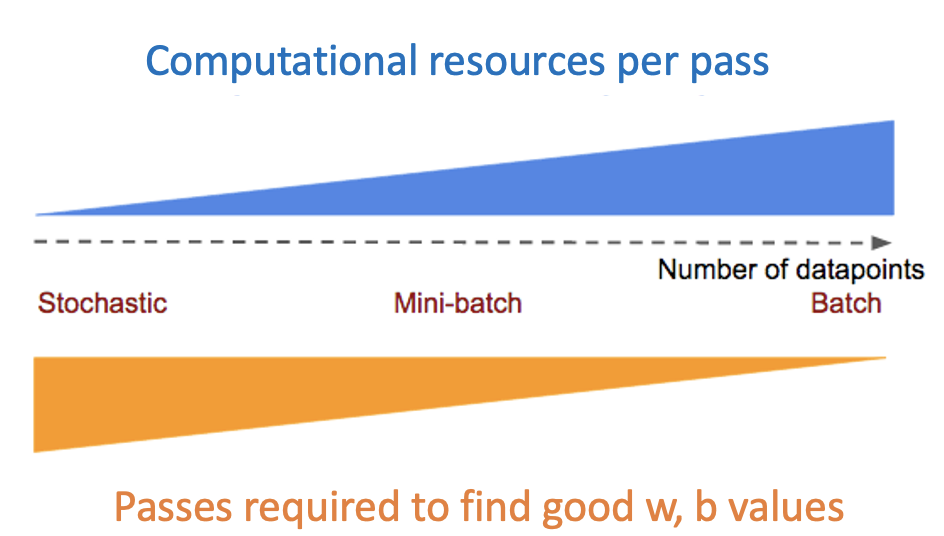 Computational resources per pass
Number of datapoints
Stochastic Mini-batch Batch
Passes required to find good w, b values